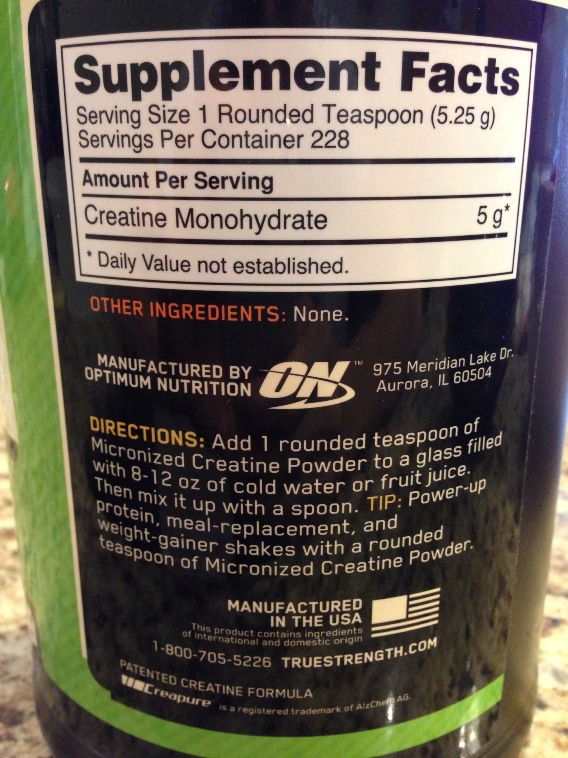 Supplement Facts
Serving Size 1 Rounded Teaspoon (5.25 g)
Servings Per Container 228
Amount Per Serving
Creatine Monohydrate 5 g*
* Daily Value not established.
OTHER INGREDIENTS: None.
MANUFACTURED BY
OPTIMUM NUTRITION
ON™
975 Meridian Lake Dr.
Aurora, IL 60504
DIRECTIONS: Add 1 rounded teaspoon of
Micronized Creatine Powder to a glass filled
with 8-12 oz of cold water or fruit juice.
Then mix it up with a spoon. TIP: Power-up
protein, meal-replacement, and
weight-gainer shakes with a rounded
teaspoon of Micronized Creatine Powder.
MANUFACTURED
IN THE USA
This product contains ingredients
of international and domestic origin
1-800-705-5226 TRUESTRENGTH.COM
PATENTED CREATINE FORMULA
Creapure is a registered trademark of AlzChem AG.